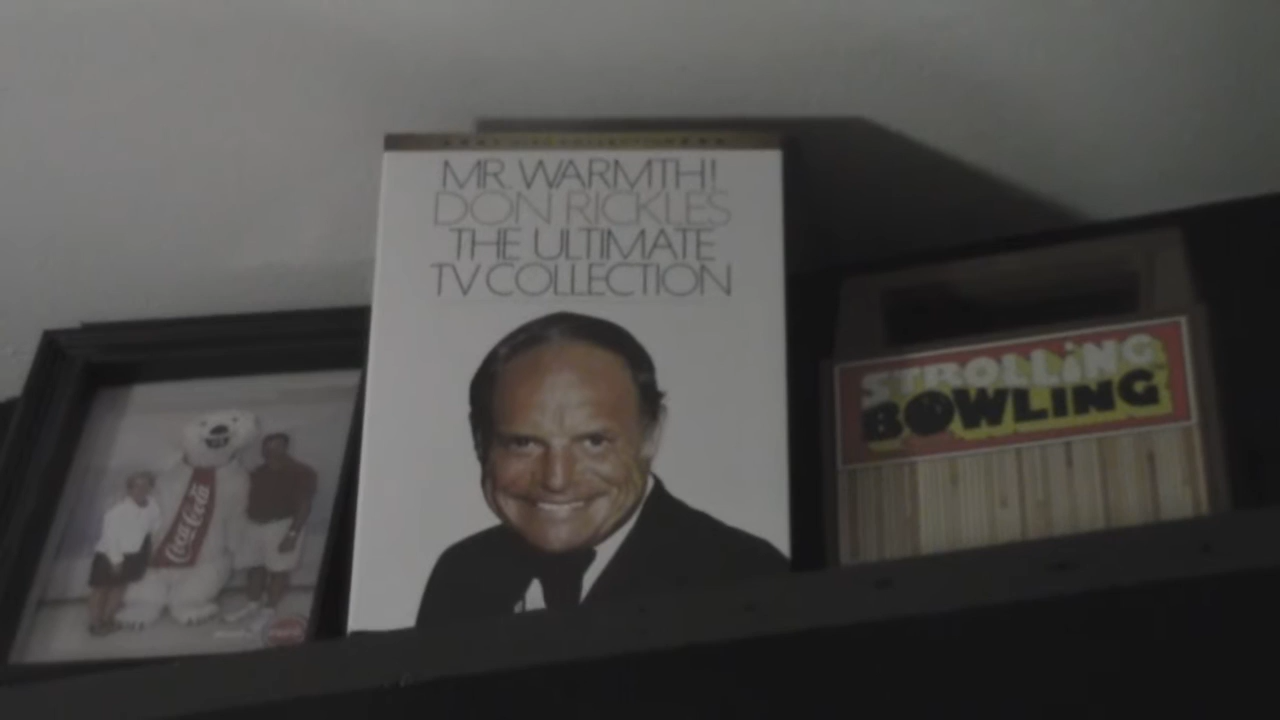 MR. WARMTH!
DON RICKLES
THE ULTIMATE
TV COLLECTION
STROLLING
BOWLING
Coca-Cola